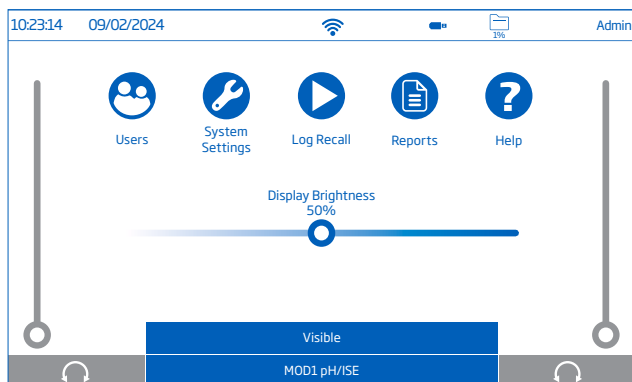 10:23:14 09/02/2024 1% Admin
Users System Settings Log Recall Reports Help
Display Brightness
50%
Visible
MOD1 pH/ISE